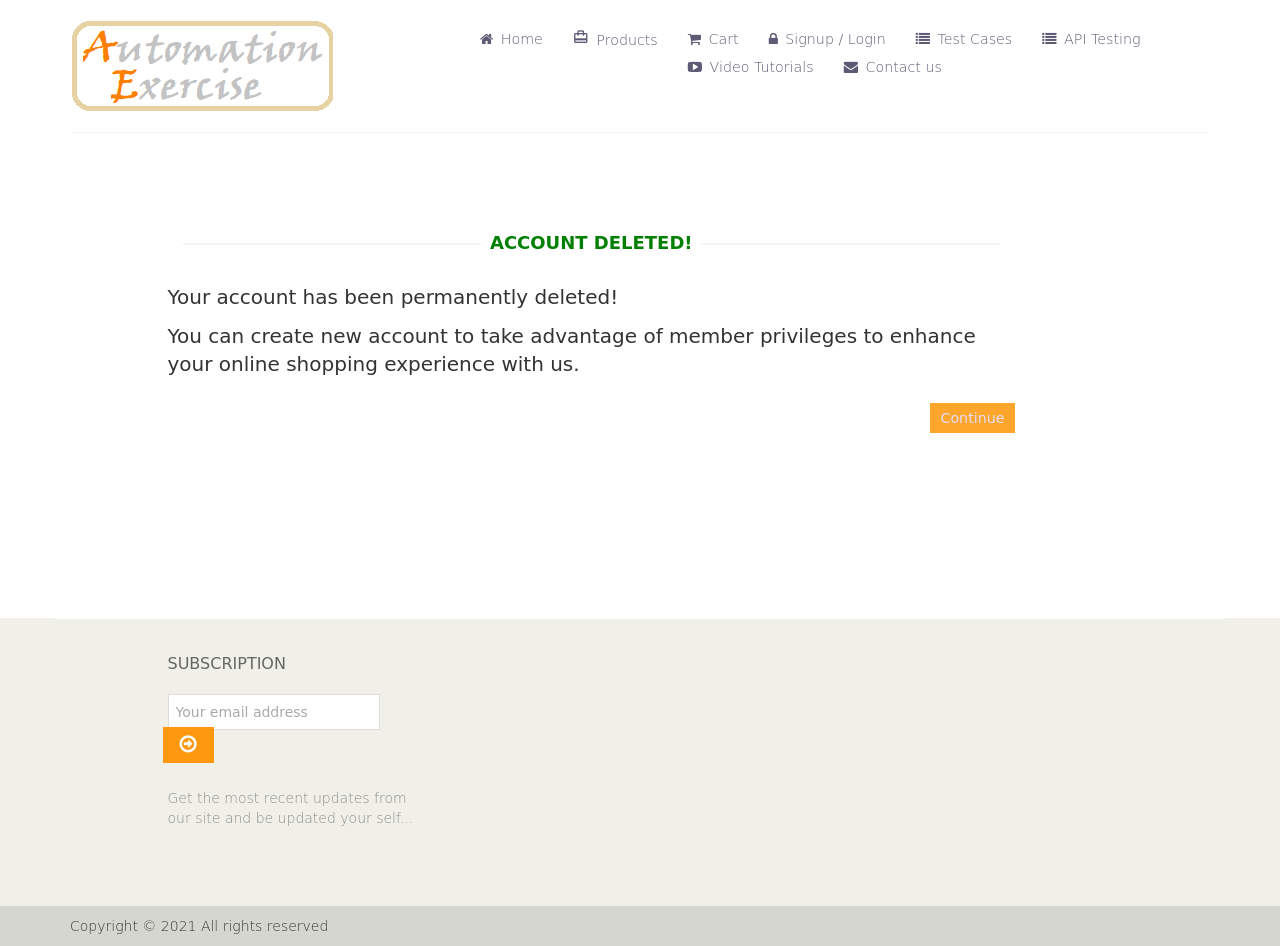 Automation
Exercise
Home
Products
Cart
Signup / Login
Test Cases
API Testing
Video Tutorials
Contact us
ACCOUNT DELETED!
Your account has been permanently deleted!
You can create new account to take advantage of member privileges to enhance
your online shopping experience with us.
Continue
SUBSCRIPTION
Your email address
Get the most recent updates from
our site and be updated your self...
Copyright © 2021 All rights reserved